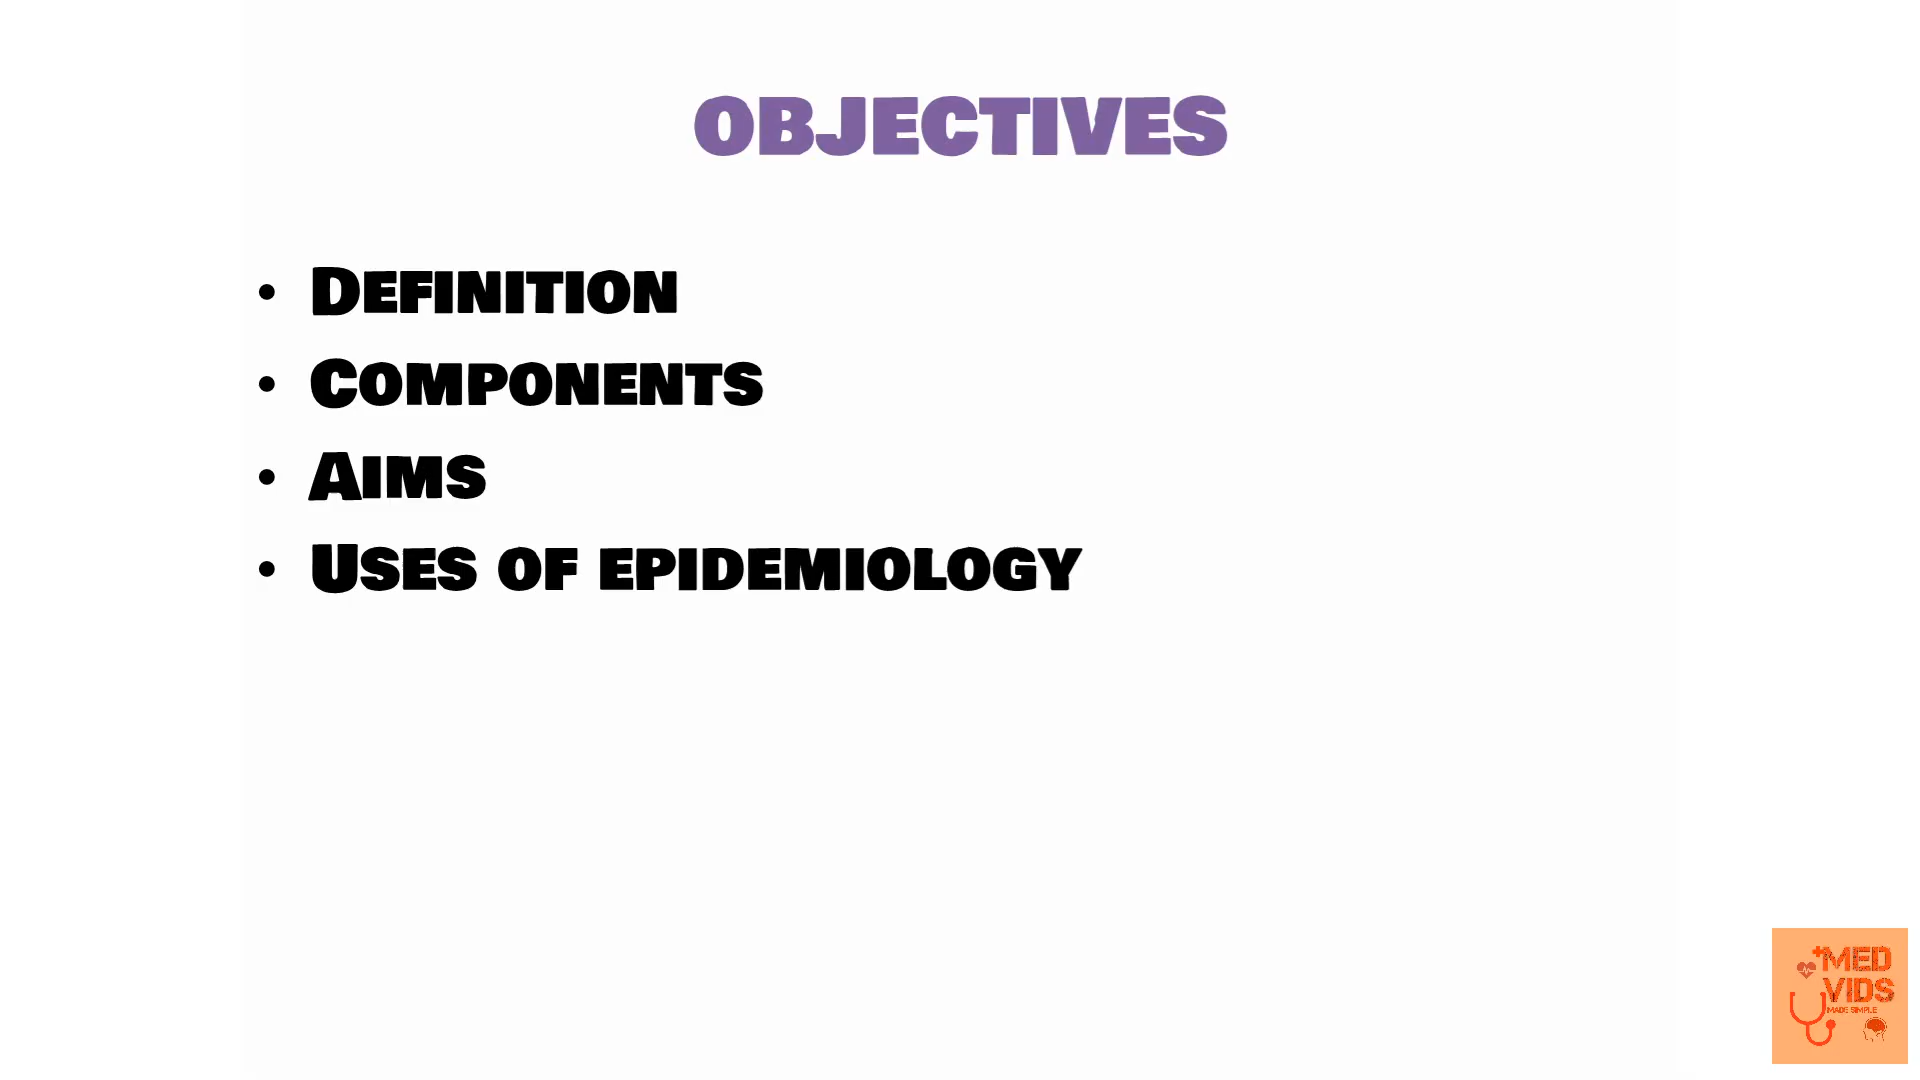 OBJECTIVES
• DEFINITION
• COMPONENTS
• AIMS
• USES OF EPIDEMIOLOGY
MED
VIDS
MADE SIMPLE